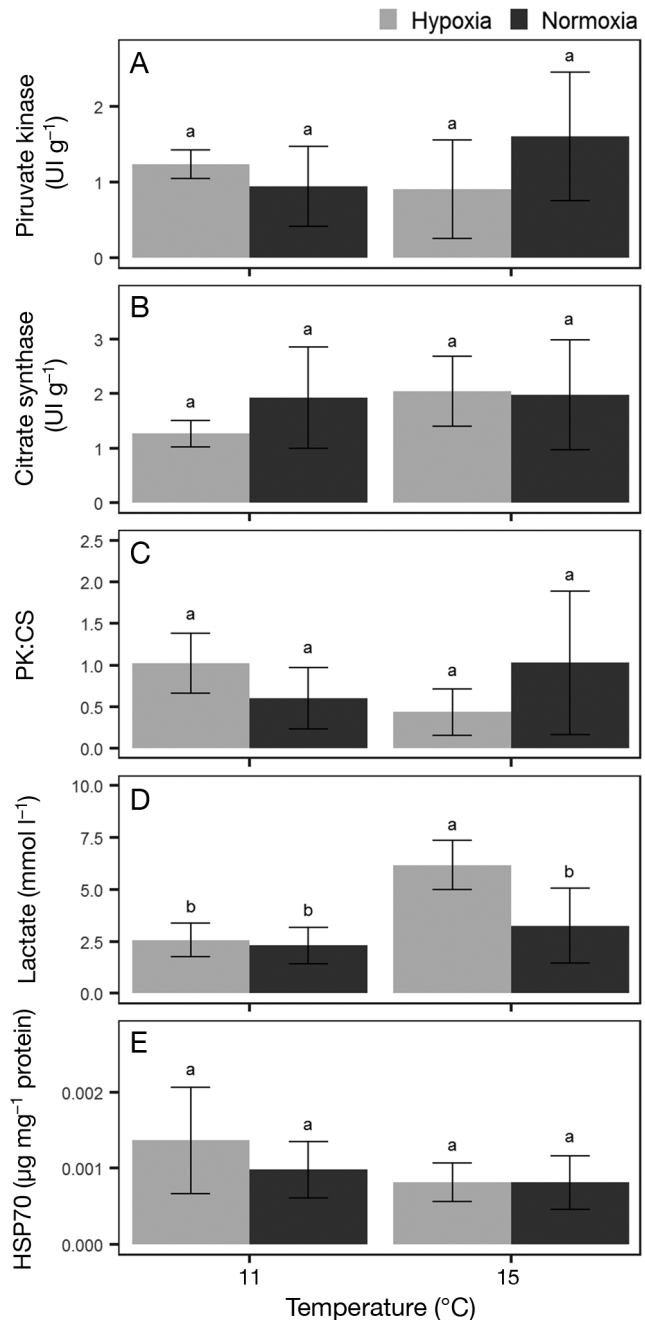 Hypoxia Normoxia
A
Piruvate kinase
(UI g⁻¹)
2
1
0
a a a a
B
Citrate synthase
(UI g⁻¹)
3
2
1
0
a a a a
C
PK:CS
2.5
2.0
1.5
1.0
0.5
0.0
a a a a
D
Lactate (mmol l⁻¹)
10.0
7.5
5.0
2.5
0.0
b b a b
E
HSP70 (µg mg⁻¹ protein)
0.002
0.001
0.000
a a a a
11 15
Temperature (°C)